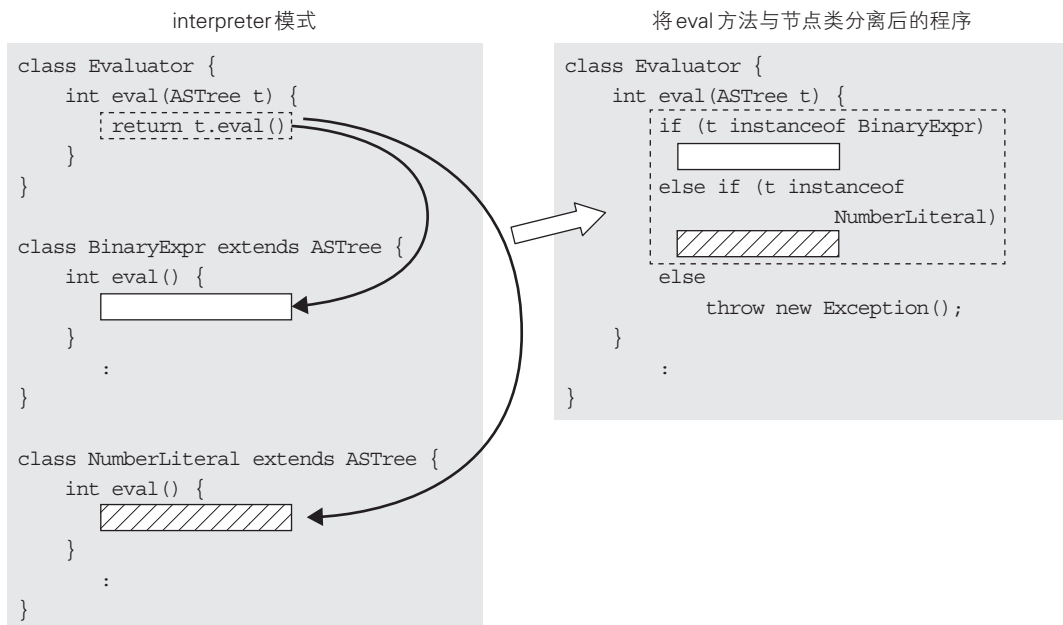 interpreter模式
class Evaluator {
    int eval(ASTree t) {
        return t.eval()
    }
}
class BinaryExpr extends ASTree {
    int eval() {
    }
        :
}
class NumberLiteral extends ASTree {
    int eval() {
    }
        :
}
将eval方法与节点类分离后的程序
class Evaluator {
    int eval(ASTree t) {
        if (t instanceof BinaryExpr)
        else if (t instanceof
                       NumberLiteral)
        else
            throw new Exception();
    }
        :
}